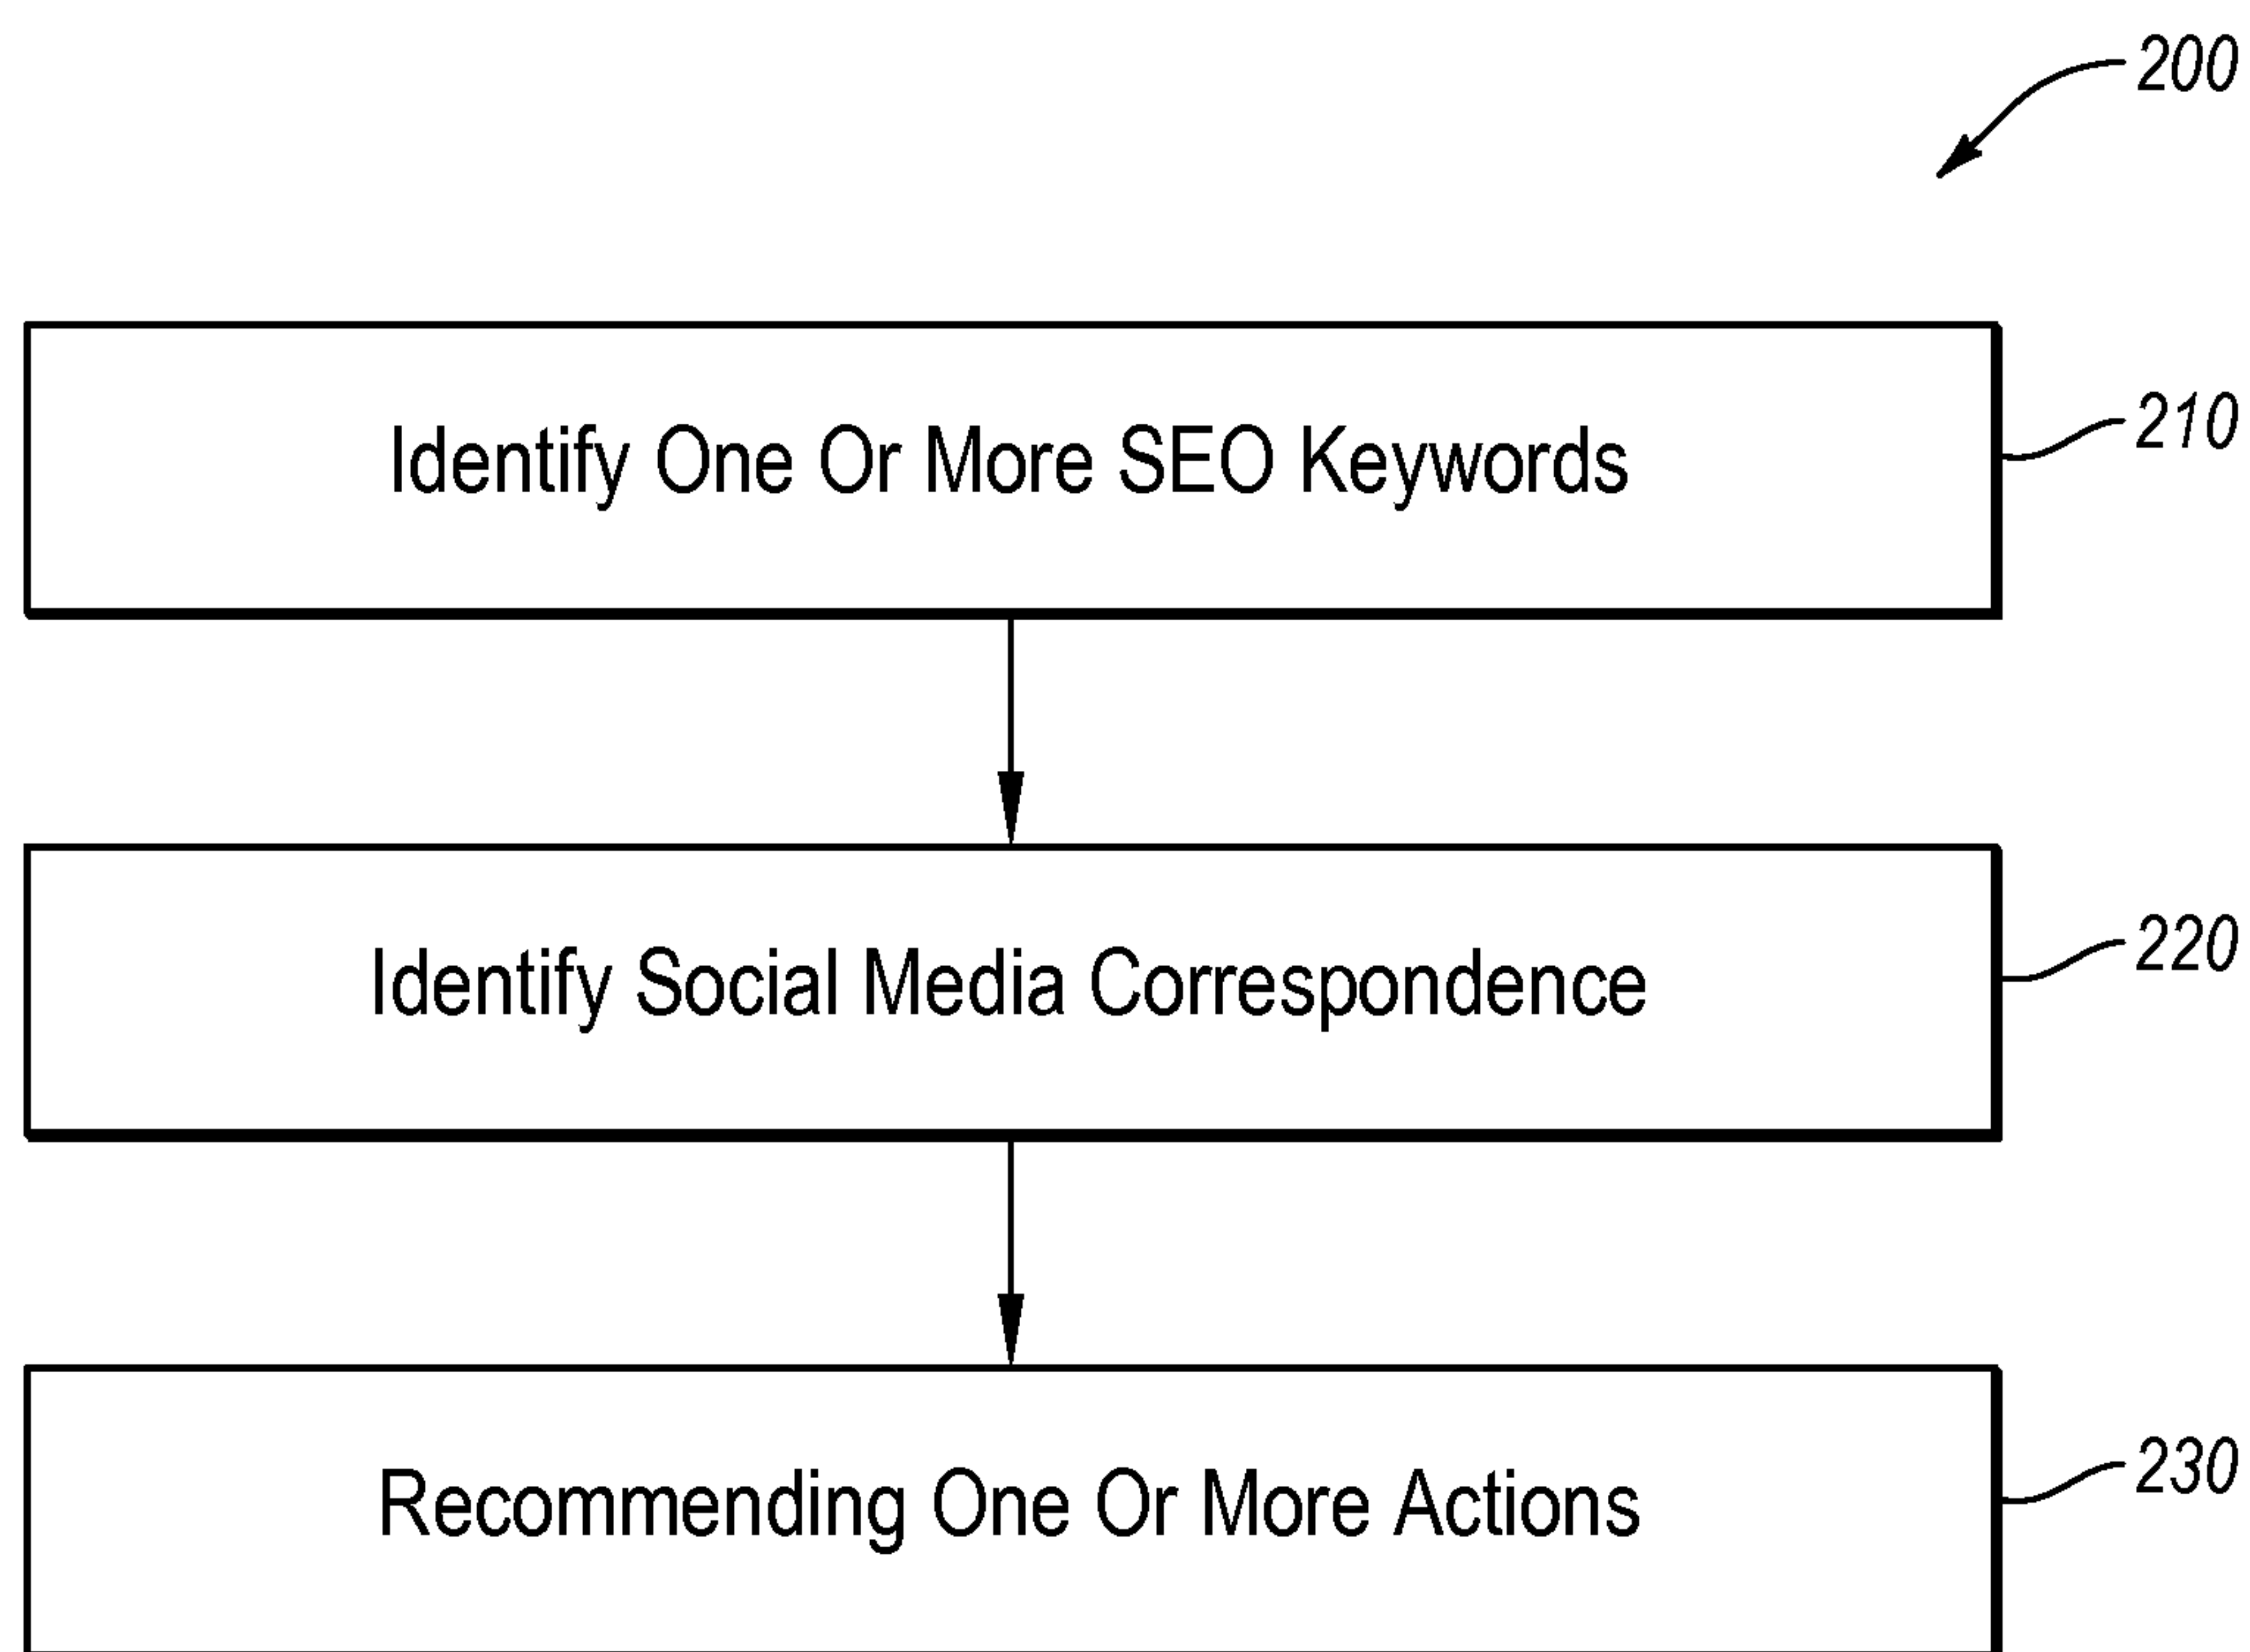 200
Identify One Or More SEO Keywords
210
Identify Social Media Correspondence
220
Recommending One Or More Actions
230